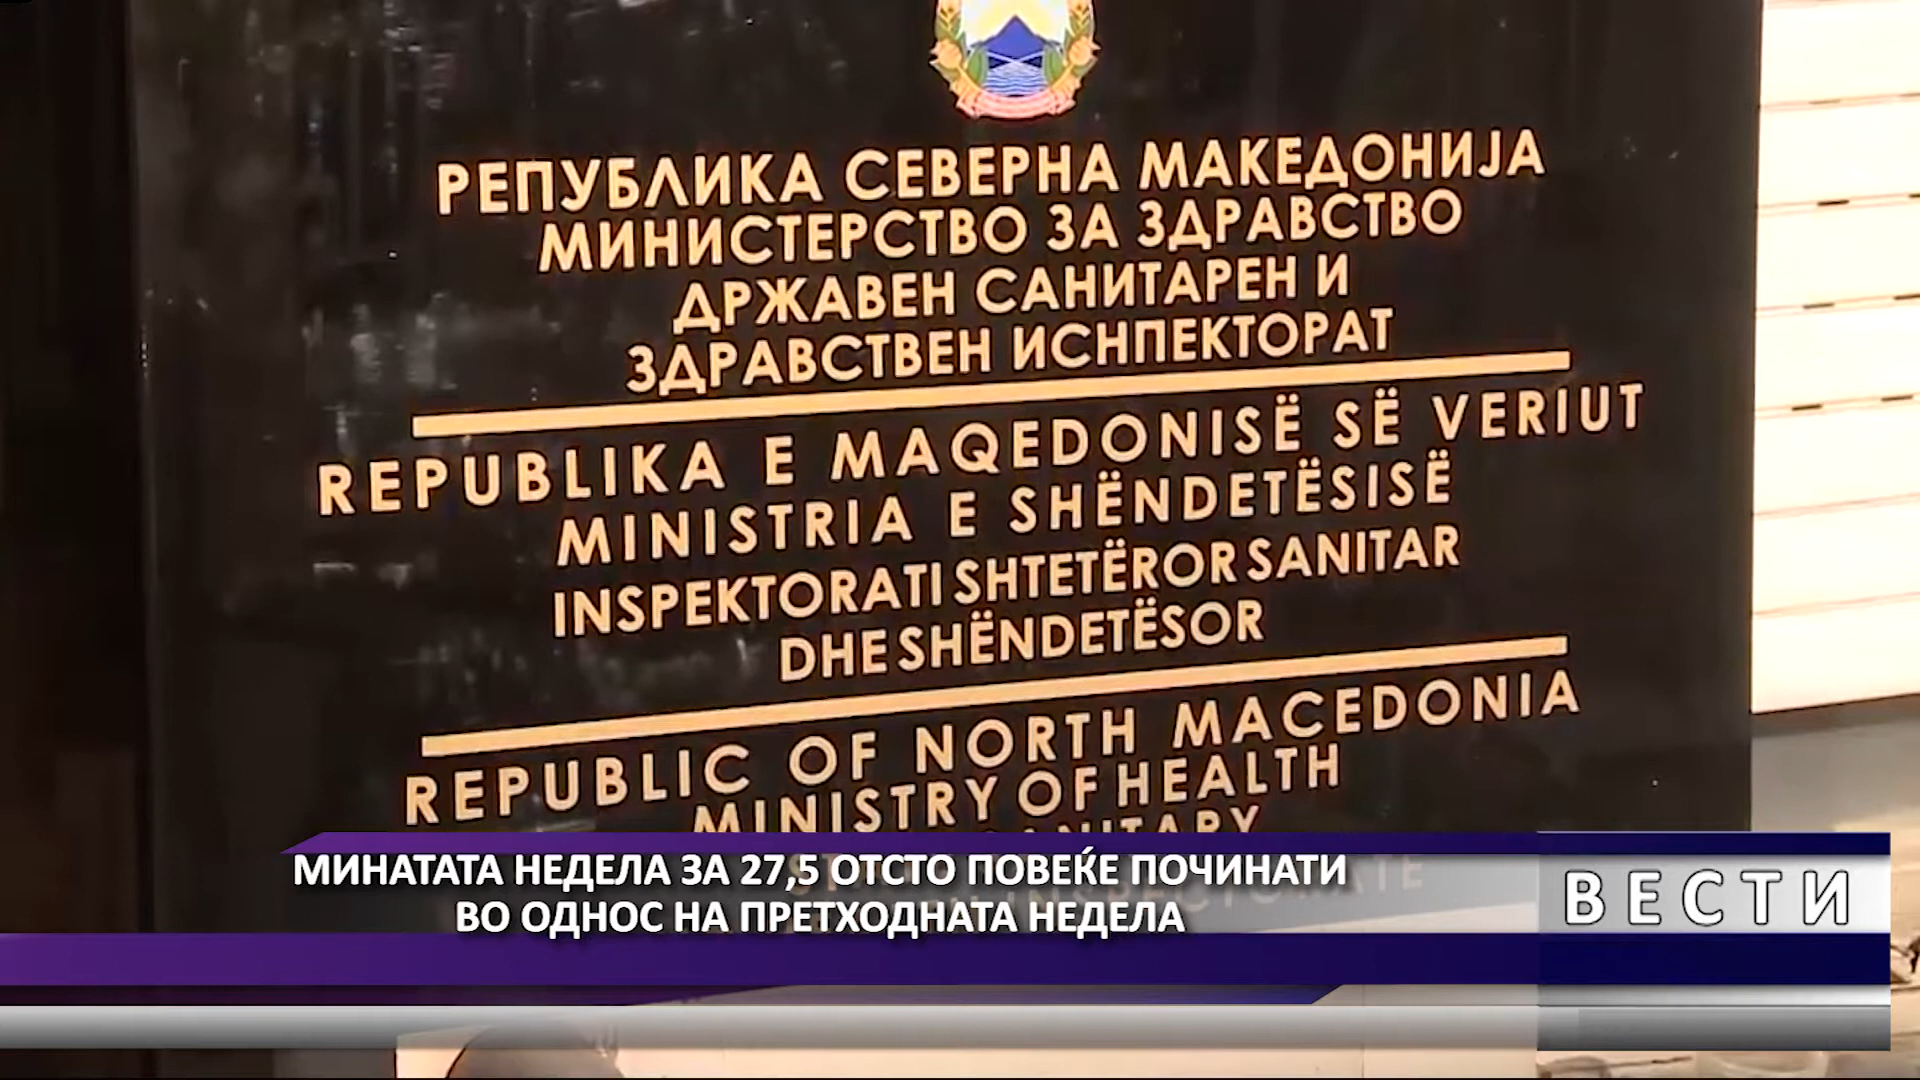 РЕПУБЛИКА СЕВЕРНА МАКЕДОНИЈА
МИНИСТЕРСТВО ЗА ЗДРАВСТВО
ДРЖАВЕН САНИТАРЕН И
ЗДРАВСТВЕН ИСНПЕКТОРАТ
REPUBLIKA E MAQEDONISË SË VERIUT
MINISTRIA E SHËNDETËSISË
INSPEKTORATI SHTETËROR SANITAR
DHE SHËNDETËSOR
REPUBLIC OF NORTH MACEDONIA
MINISTRY OF HEALTH
SANITARY
МИНАТАТА НЕДЕЛА ЗА 27,5 ОТСТО ПОВЕЌЕ ПОЧИНАТИ
ВО ОДНОС НА ПРЕТХОДНАТА НЕДЕЛА
ВЕСТИ